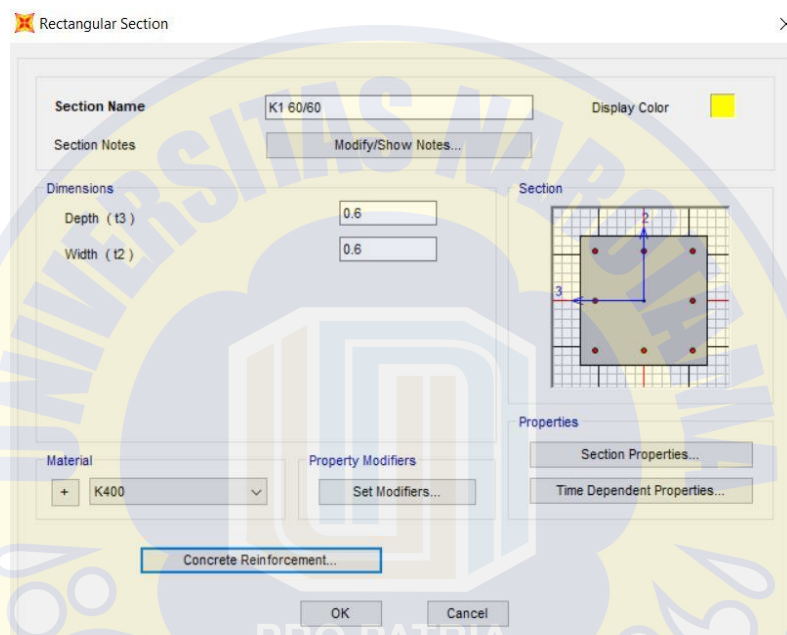 Rectangular Section
Section Name K1 60/60 Display Color
Section Notes Modify/Show Notes...
Dimensions
Depth ( t3 ) 0.6
Width ( t2 ) 0.6
Section
2
3
Properties
Section Properties...
Time Dependent Properties...
Material
+ K400
Property Modifiers
Set Modifiers...
Concrete Reinforcement...
OK Cancel
UNIVERSITAS NAROTAMA
PRO PATRIA